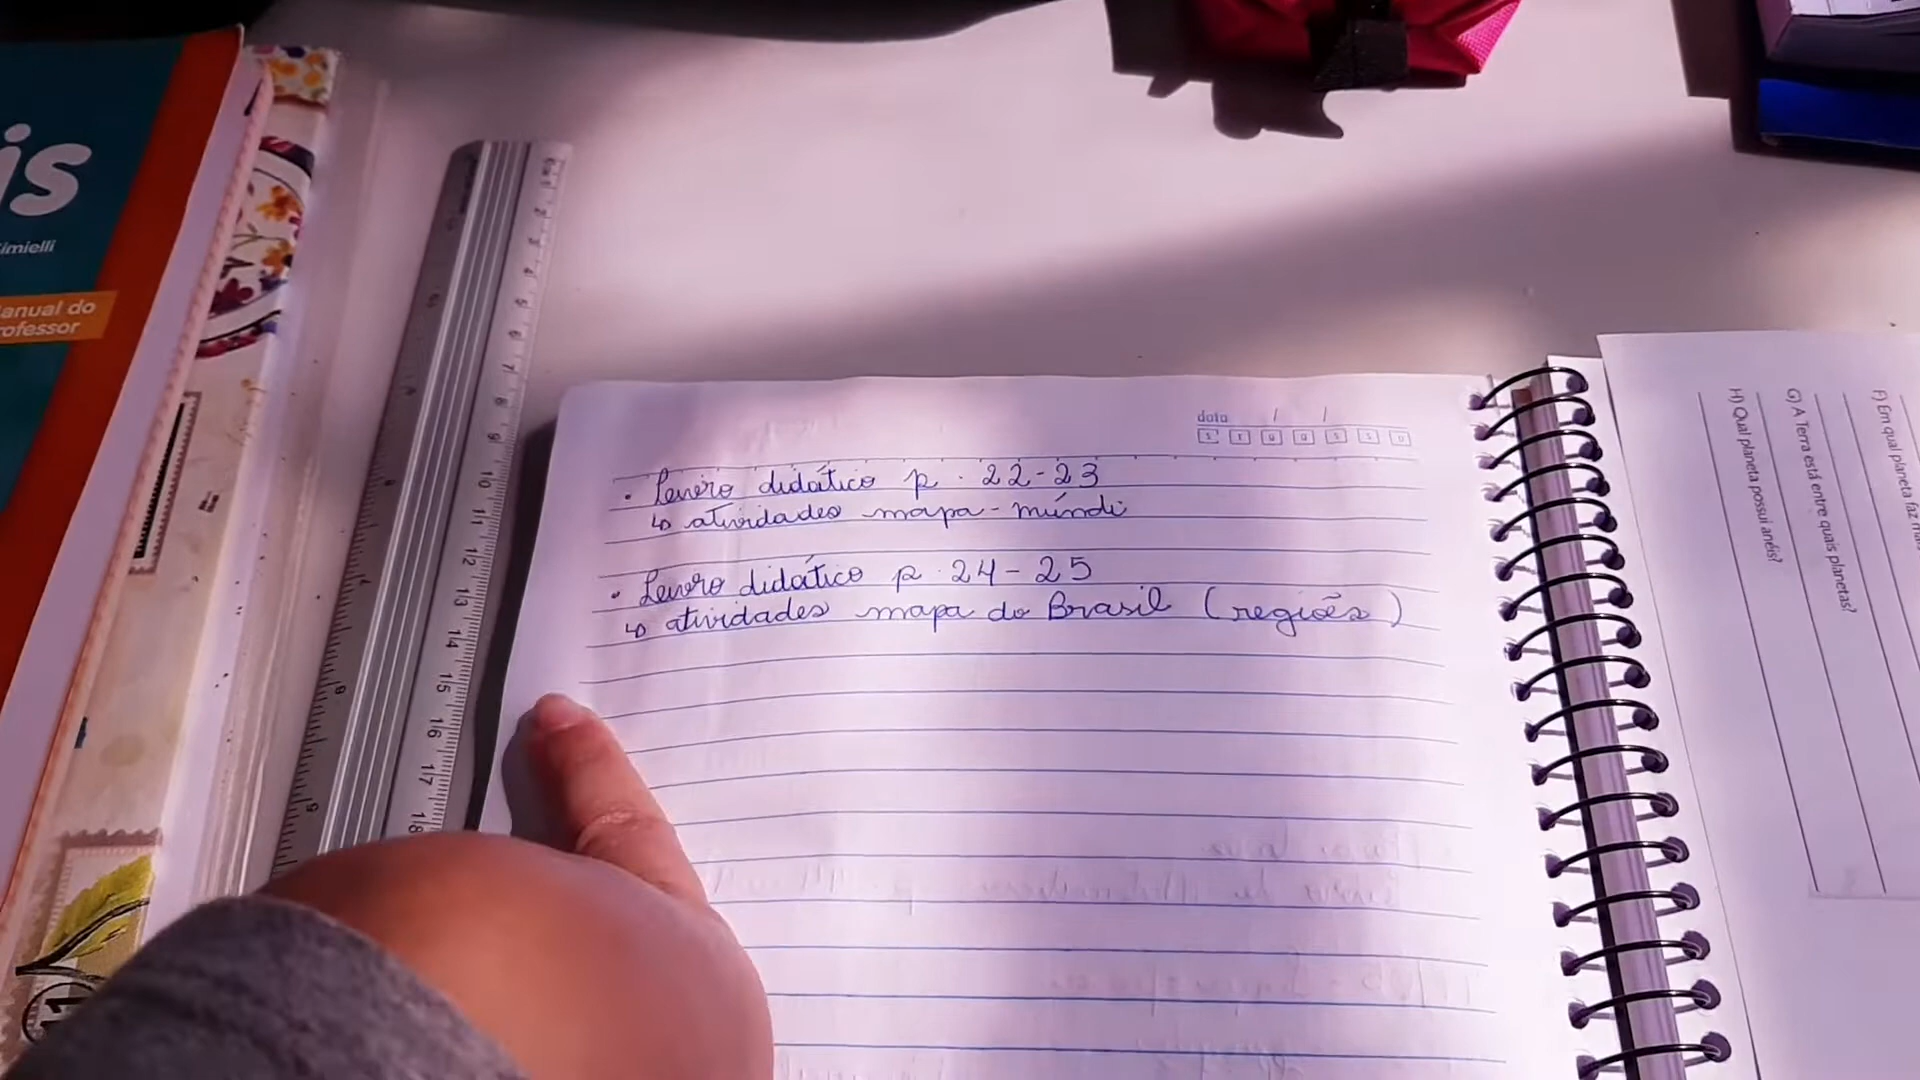 is
Simielli
anual do
rofessor
data / /
• Livro didático p. 22-23
↳ atividades mapa-múndi
• Livro didático p. 24-25
↳ atividades mapa do Brasil (regiões)
F) Em qual planeta faz
G) A Terra está entre quais planetas?
H) Qual planeta possui anéis?